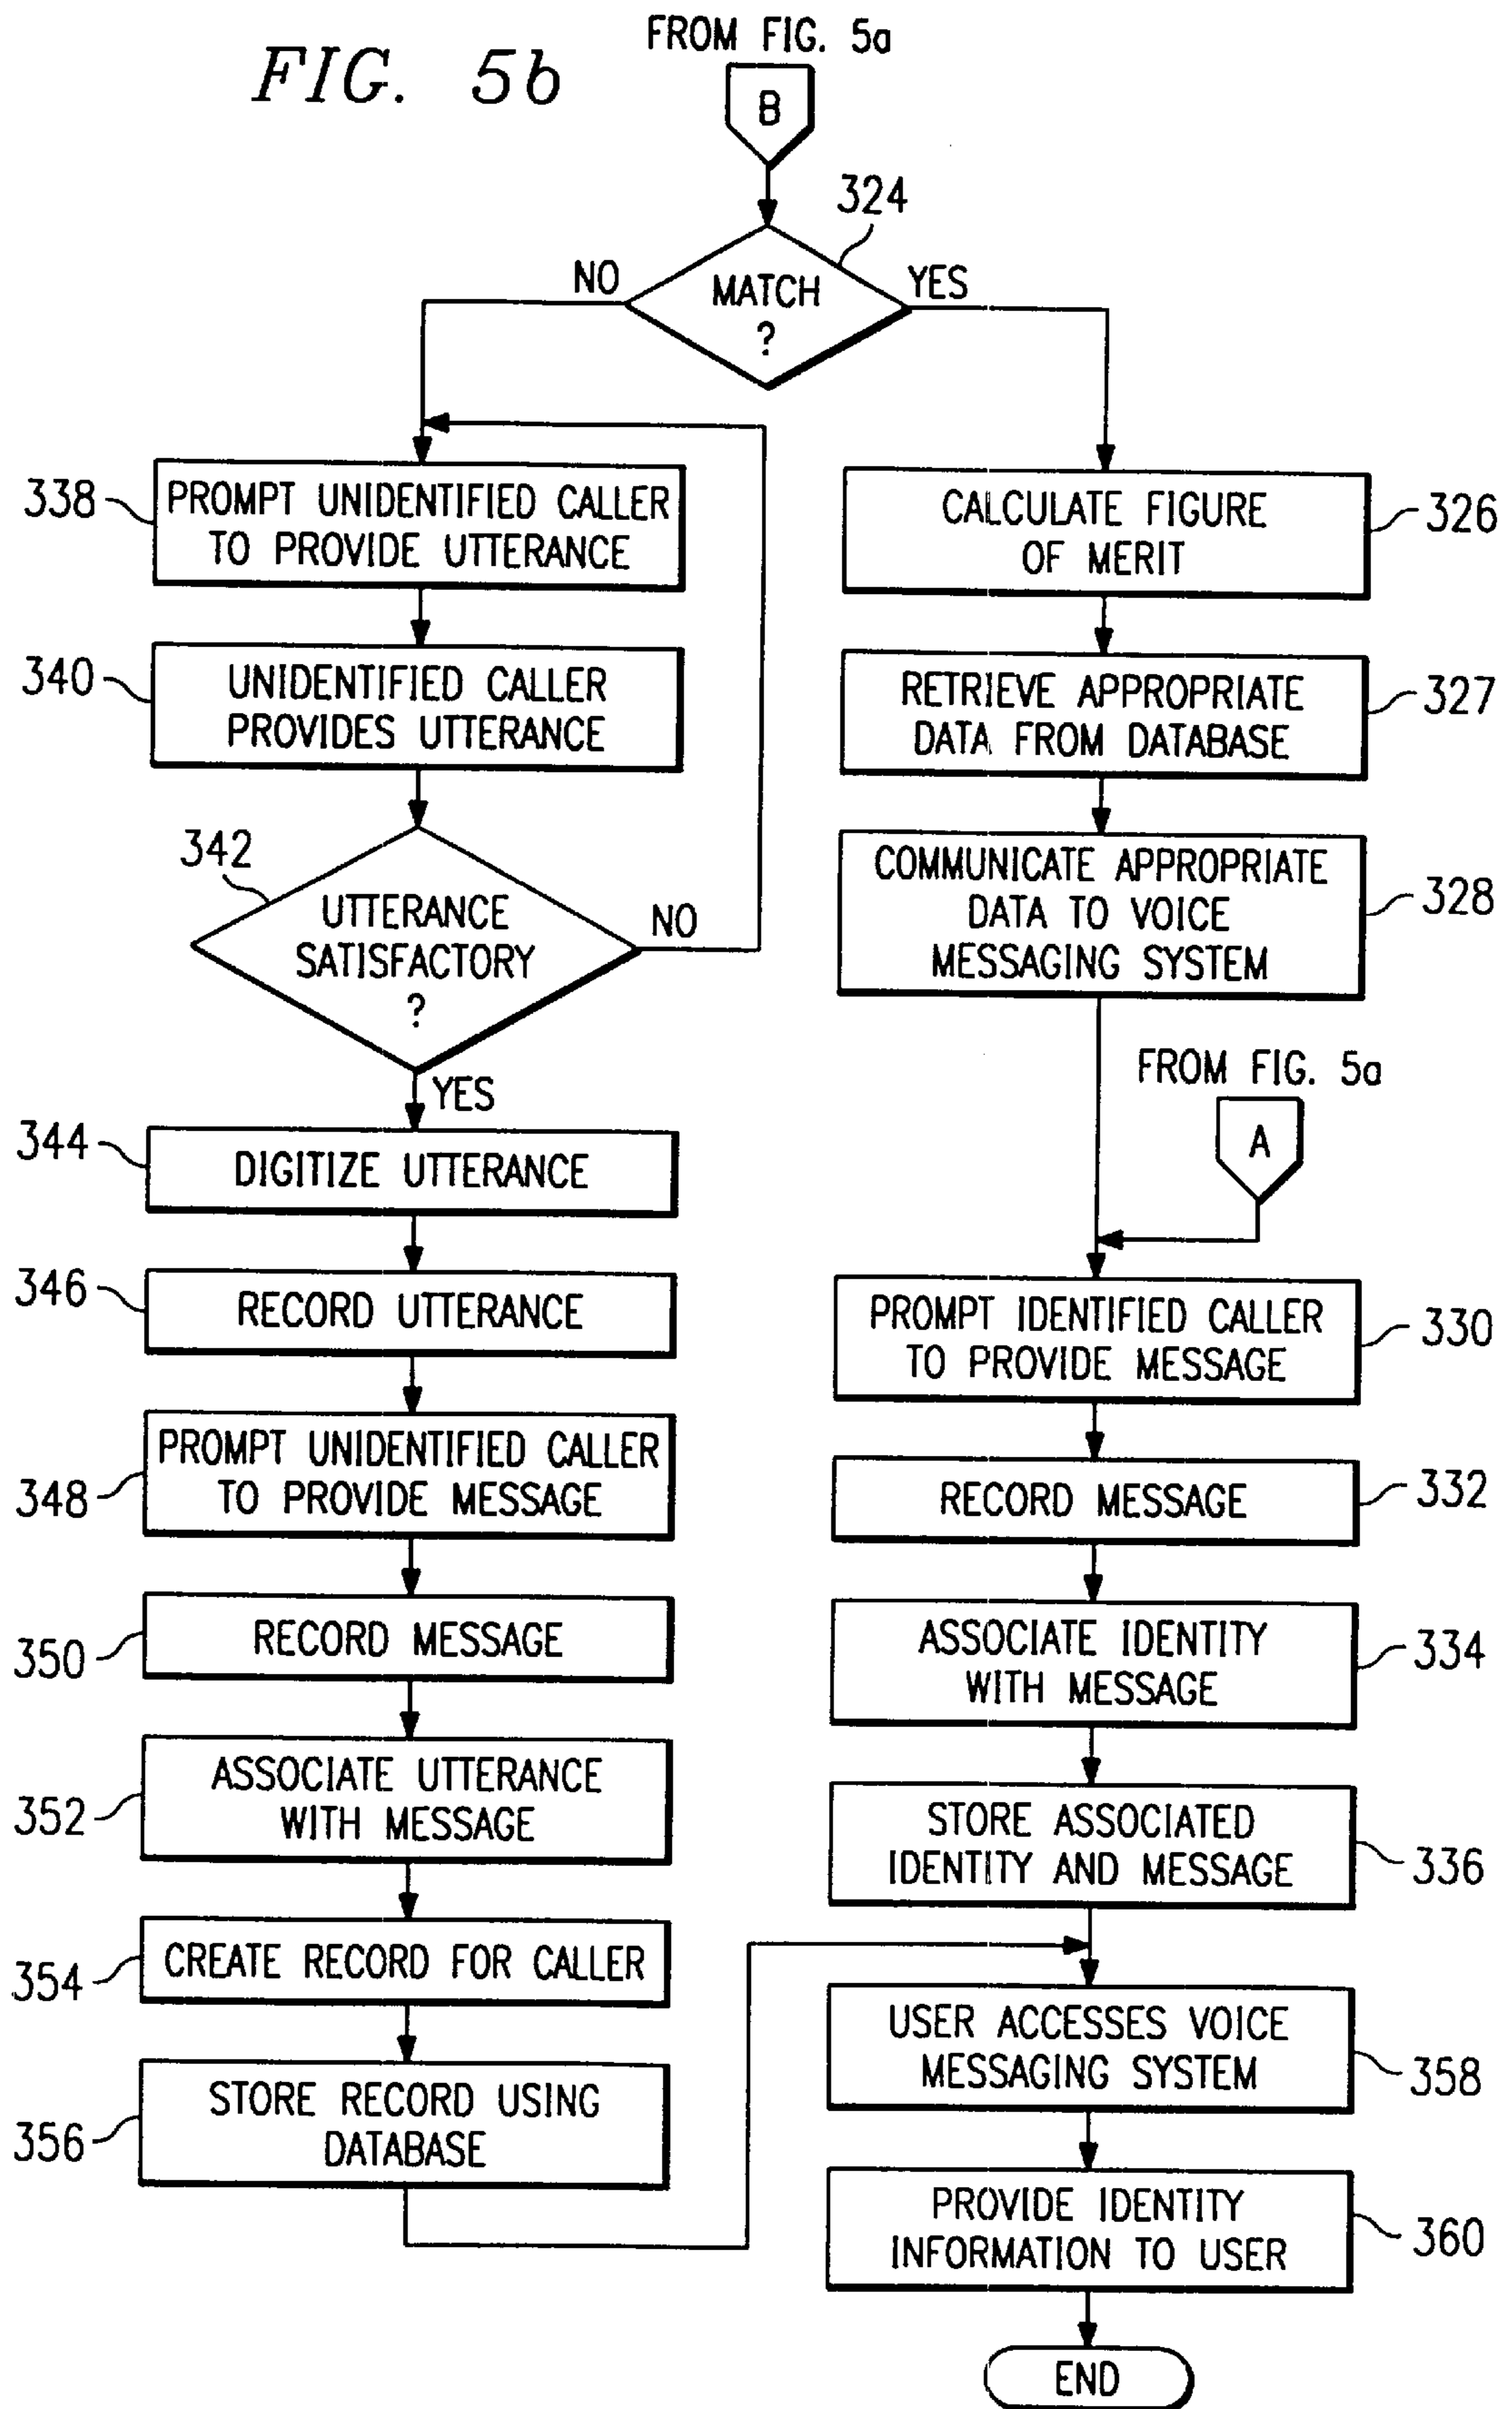 FIG. 5b
FROM FIG. 5a
B
324
MATCH
?
NO
YES
338
PROMPT UNIDENTIFIED CALLER
TO PROVIDE UTTERANCE
340
UNIDENTIFIED CALLER
PROVIDES UTTERANCE
342
UTTERANCE
SATISFACTORY
?
NO
YES
344
DIGITIZE UTTERANCE
346
RECORD UTTERANCE
348
PROMPT UNIDENTIFIED CALLER
TO PROVIDE MESSAGE
350
RECORD MESSAGE
352
ASSOCIATE UTTERANCE
WITH MESSAGE
354
CREATE RECORD FOR CALLER
356
STORE RECORD USING
DATABASE
CALCULATE FIGURE
OF MERIT
326
RETRIEVE APPROPRIATE
DATA FROM DATABASE
327
COMMUNICATE APPROPRIATE
DATA TO VOICE
MESSAGING SYSTEM
328
FROM FIG. 5a
A
PROMPT IDENTIFIED CALLER
TO PROVIDE MESSAGE
330
RECORD MESSAGE
332
ASSOCIATE IDENTITY
WITH MESSAGE
334
STORE ASSOCIATED
IDENTITY AND MESSAGE
336
USER ACCESSES VOICE
MESSAGING SYSTEM
358
PROVIDE IDENTITY
INFORMATION TO USER
360
END